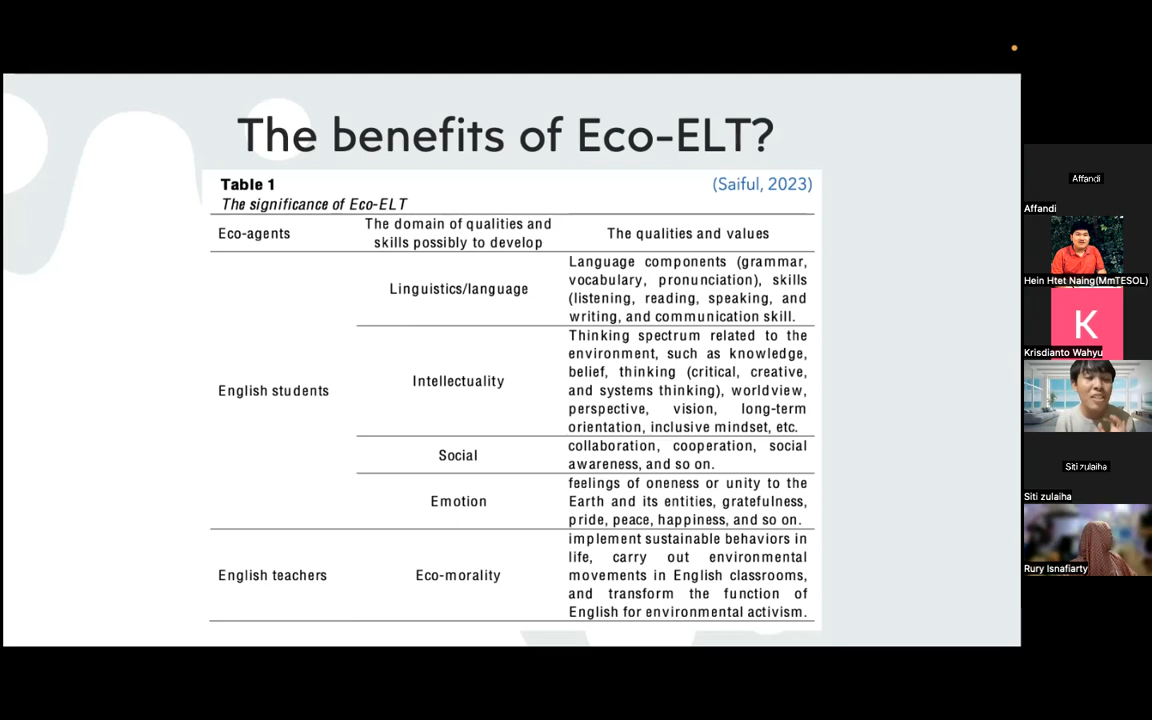 The benefits of Eco-ELT?
Table 1
(Saiful, 2023)
The significance of Eco-ELT
Eco-agents
The domain of qualities and
skills possibly to develop
The qualities and values
English students
Linguistics/language
Language components (grammar,
vocabulary, pronunciation), skills
(listening, reading, speaking, and
writing, and communication skill.
Intellectuality
Thinking spectrum related to the
environment, such as knowledge,
belief, thinking (critical, creative,
and systems thinking), worldview,
perspective, vision, long-term
orientation, inclusive mindset, etc.
Social
collaboration, cooperation, social
awareness, and so on.
Emotion
feelings of oneness or unity to the
Earth and its entities, gratefulness,
pride, peace, happiness, and so on.
English teachers
Eco-morality
implement sustainable behaviors in
life, carry out environmental
movements in English classrooms,
and transform the function of
English for environmental activism.
Affandi
Affandi
Hein Htet Naing(MmTESOL)
K
Krisdianto Wahyu
Siti zulaiha
Siti zulaiha
Rury Isnafiarty